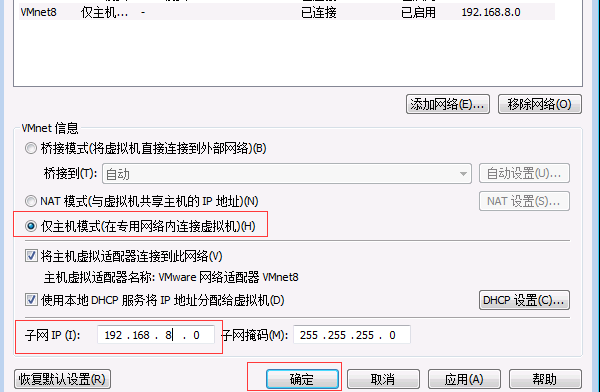 VMnet8 仅主机... - 已连接 已启用 192.168.8.0
添加网络(E)... 移除网络(O)
VMnet 信息
桥接模式(将虚拟机直接连接到外部网络)(B)
桥接到(T): 自动 自动设置(U)...
NAT 模式(与虚拟机共享主机的 IP 地址)(N) NAT 设置(S)...
仅主机模式(在专用网络内连接虚拟机)(H)
将主机虚拟适配器连接到此网络(V)
主机虚拟适配器名称: VMware 网络适配器 VMnet8
使用本地 DHCP 服务将 IP 地址分配给虚拟机(D) DHCP 设置(C)...
子网 IP (I): 192 .168 . 8 . 0 子网掩码(M): 255 .255 .255 . 0
恢复默认设置(R) 确定 取消 应用(A) 帮助